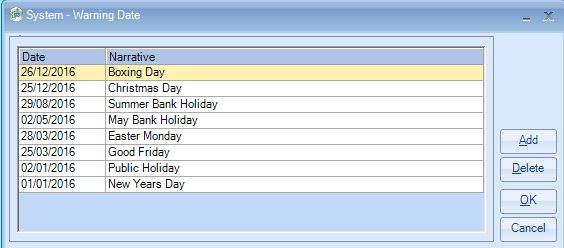 System - Warning Date
Date Narrative
26/12/2016 Boxing Day
25/12/2016 Christmas Day
29/08/2016 Summer Bank Holiday
02/05/2016 May Bank Holiday
28/03/2016 Easter Monday
25/03/2016 Good Friday
02/01/2016 Public Holiday
01/01/2016 New Years Day
Add
Delete
OK
Cancel